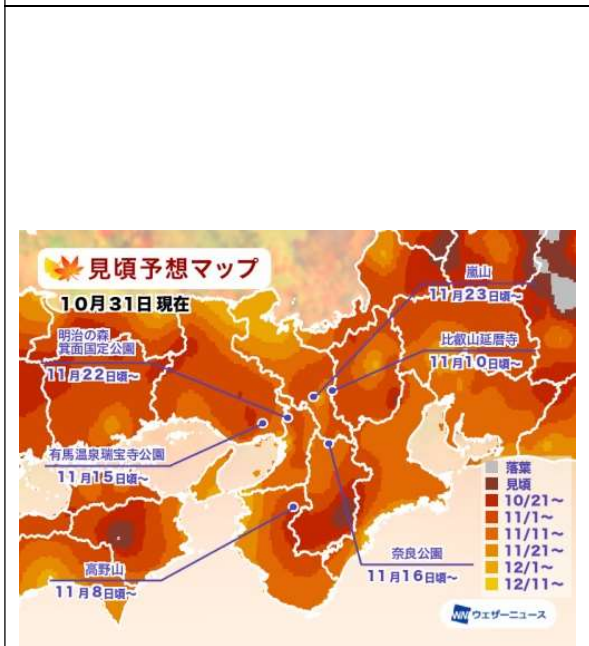 見頃予想マップ
10月31日 現在
嵐山
11月23日頃〜
明治の森
箕面国定公園
11月22日頃〜
比叡山延暦寺
11月10日頃〜
有馬温泉瑞宝寺公園
11月15日頃〜
高野山
11月8日頃〜
奈良公園
11月16日頃〜
落葉
見頃
10/21〜
11/1〜
11/11〜
11/21〜
12/1〜
12/11〜
WN ウェザーニュース